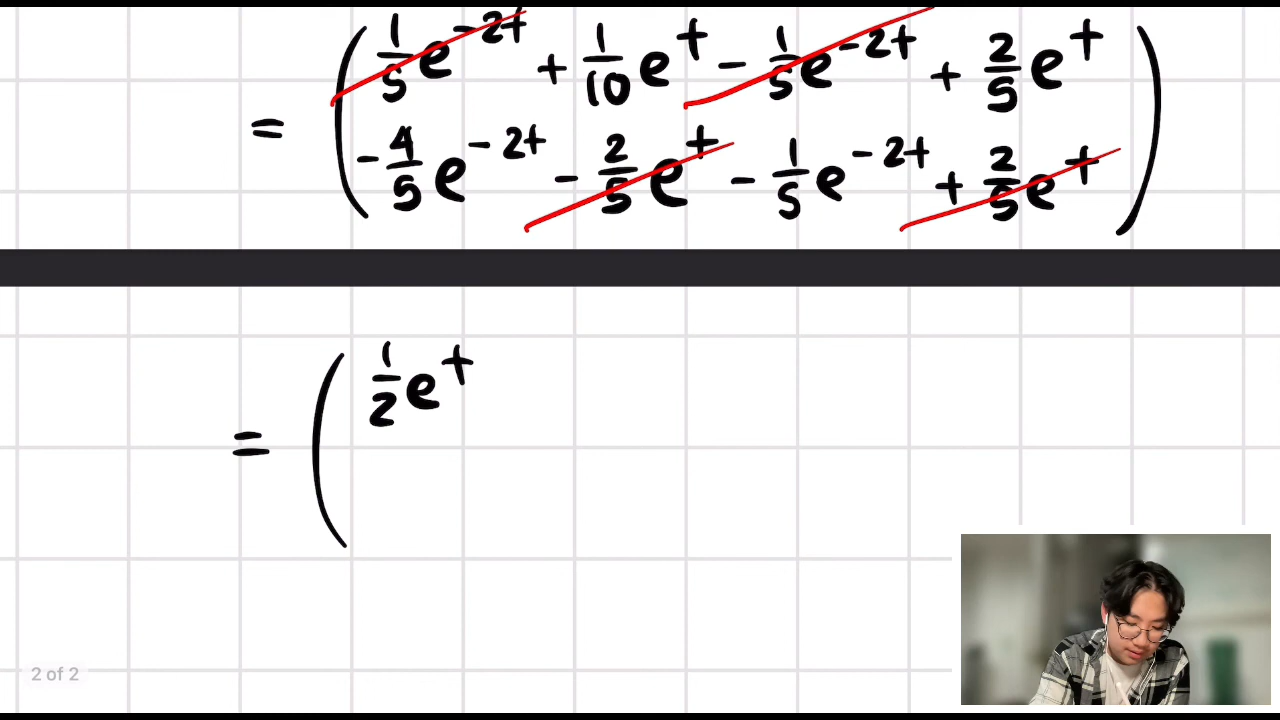 = ( 1/5 e^-2t + 1/10 e^t - 1/5 e^-2t + 2/5 e^t
-4/5 e^-2t - 2/5 e^t - 1/5 e^-2t + 2/5 e^t )
= ( 1/2 e^t
2 of 2